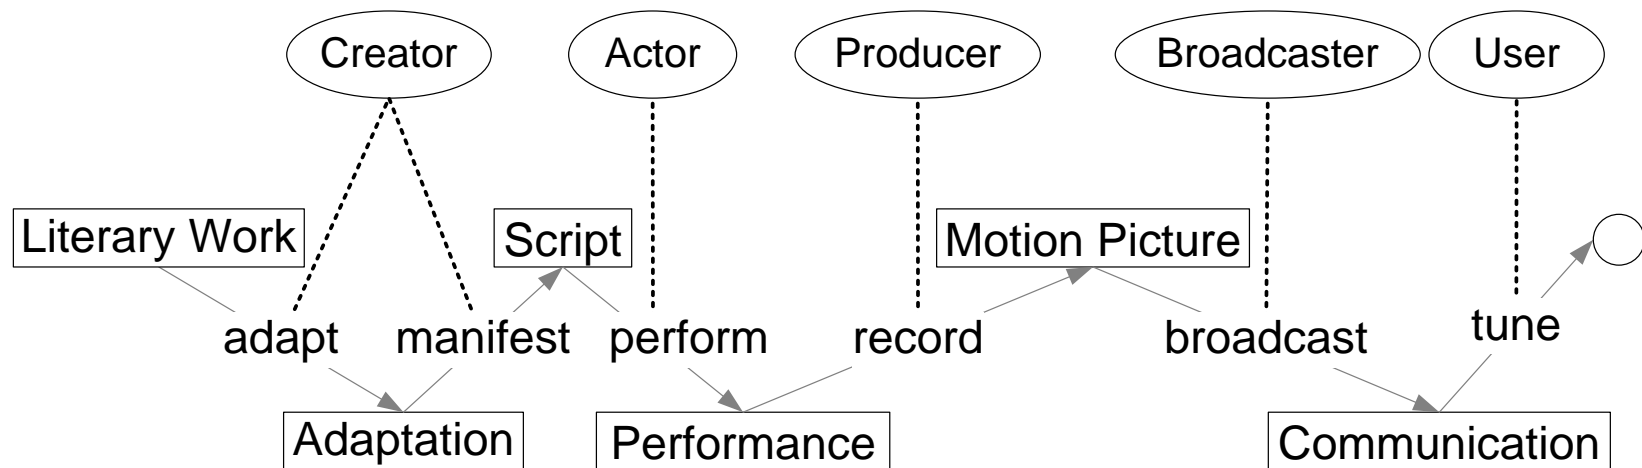 Creator Actor Producer Broadcaster User
Literary Work Script Motion Picture
adapt manifest perform record broadcast tune
Adaptation Performance Communication